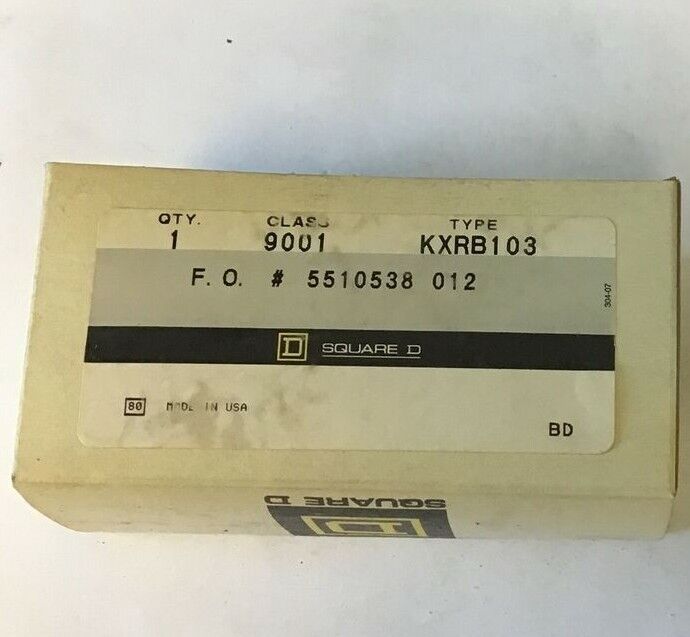 QTY. CLASS TYPE
1 9001 KXRB103
F. O. # 5510538 012
304-07
D SQUARE D
80 MADE IN USA
BD
SQUARE D
D